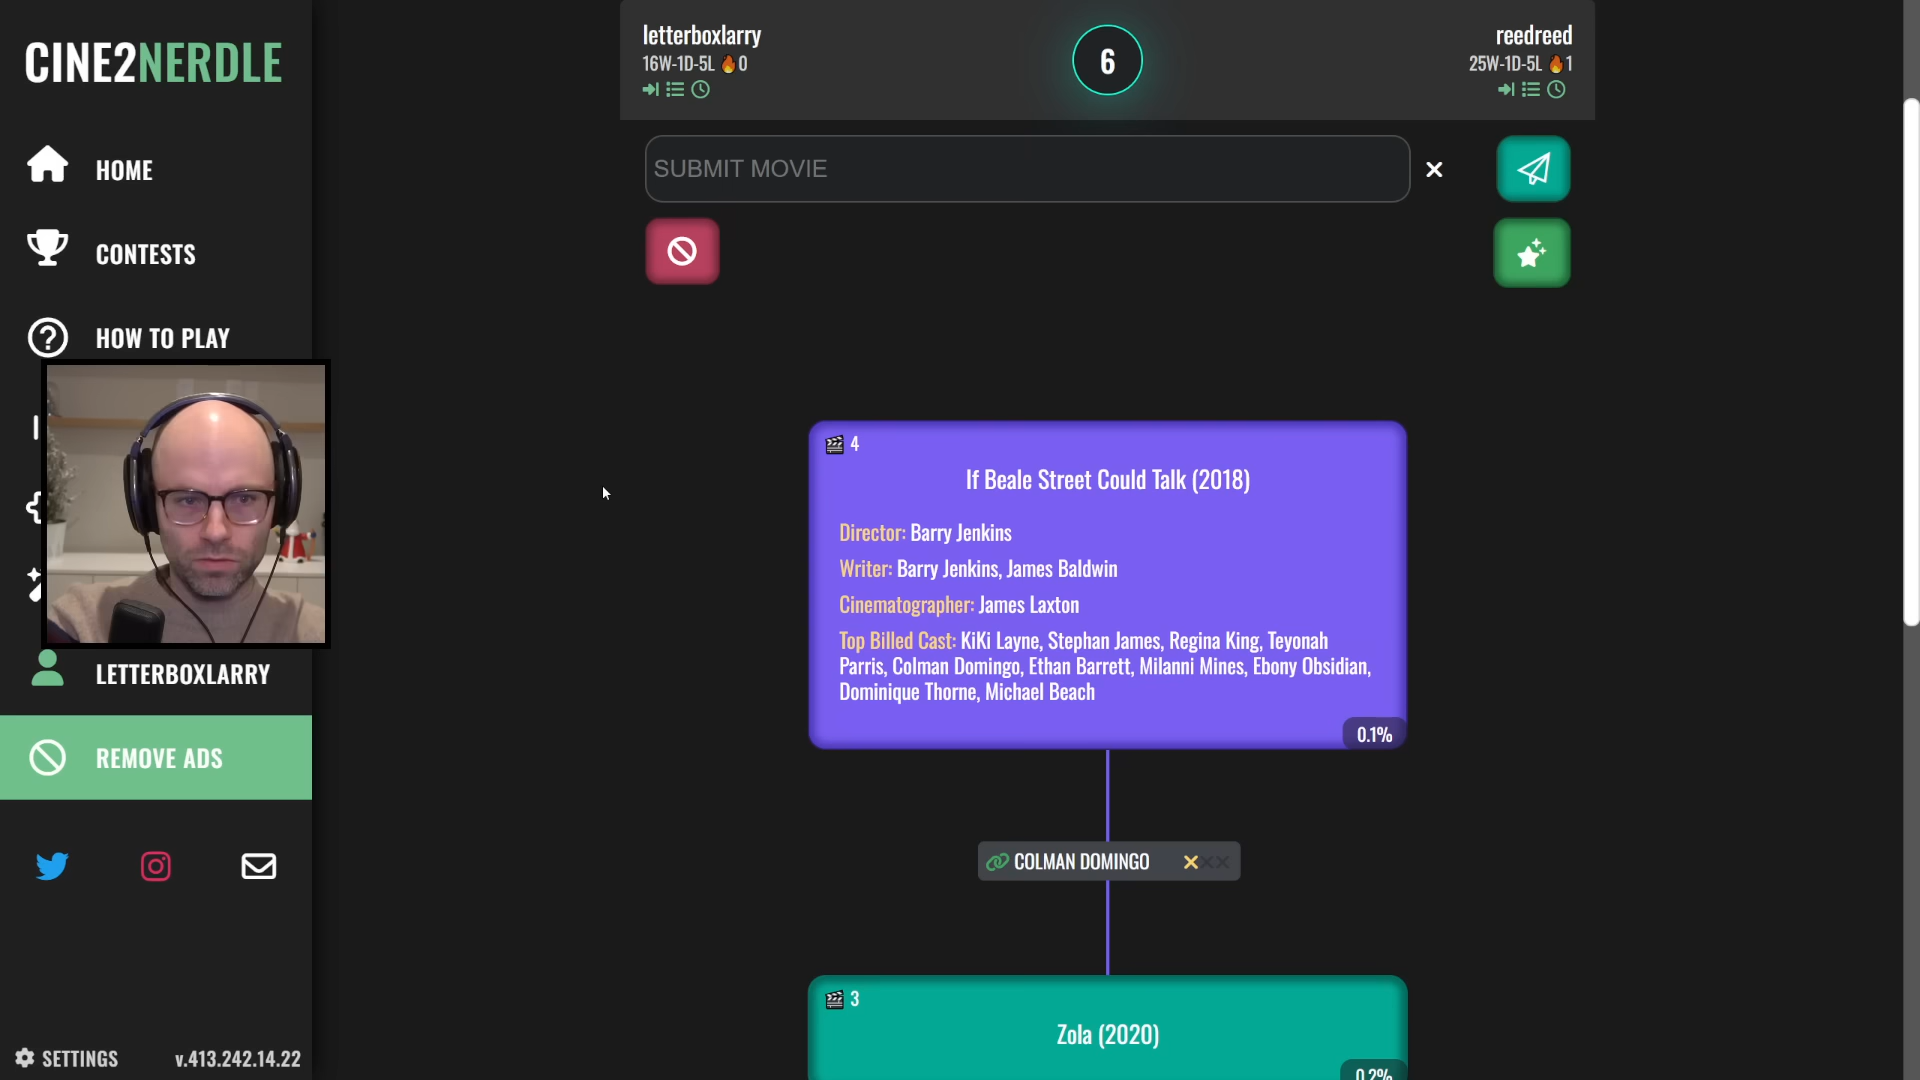 CINE2NERDLE
HOME
CONTESTS
HOW TO PLAY
LETTERBOXLARRY
REMOVE ADS
SETTINGS
v.413.242.14.22
letterboxlarry
16W-1D-5L 🔥0
6
reedreed
25W-1D-5L 🔥1
SUBMIT MOVIE
4
If Beale Street Could Talk (2018)
Director: Barry Jenkins
Writer: Barry Jenkins, James Baldwin
Cinematographer: James Laxton
Top Billed Cast: KiKi Layne, Stephan James, Regina King, Teyonah
Parris, Colman Domingo, Ethan Barrett, Milanni Mines, Ebony Obsidian,
Dominique Thorne, Michael Beach
0.1%
COLMAN DOMINGO
3
Zola (2020)
0.2%